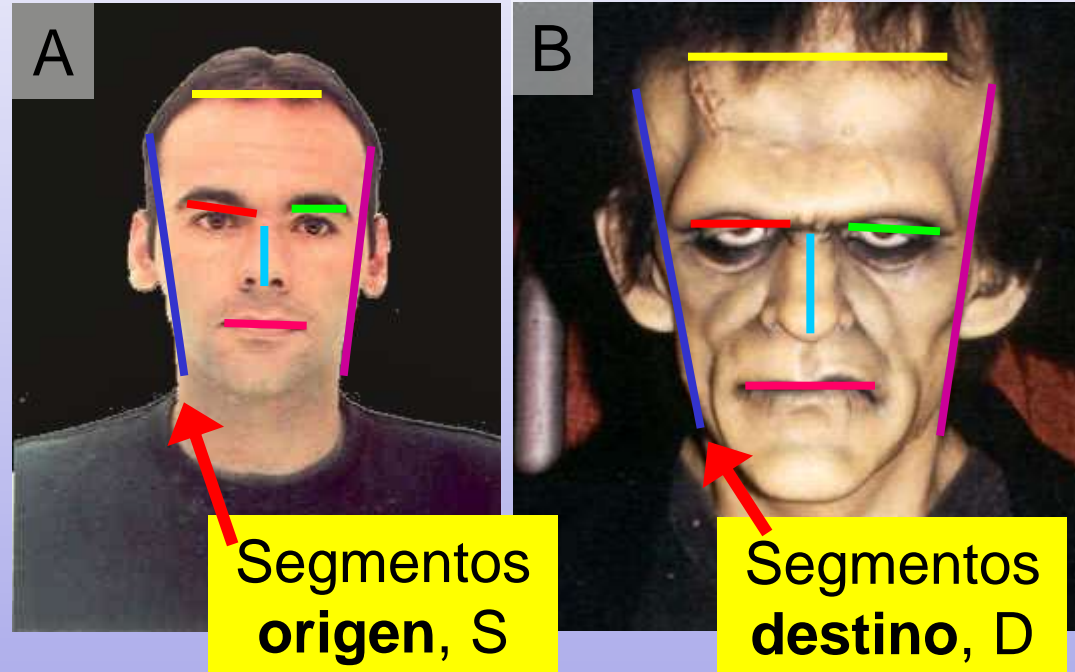 A
B
Segmentos
origen, S
Segmentos
destino, D